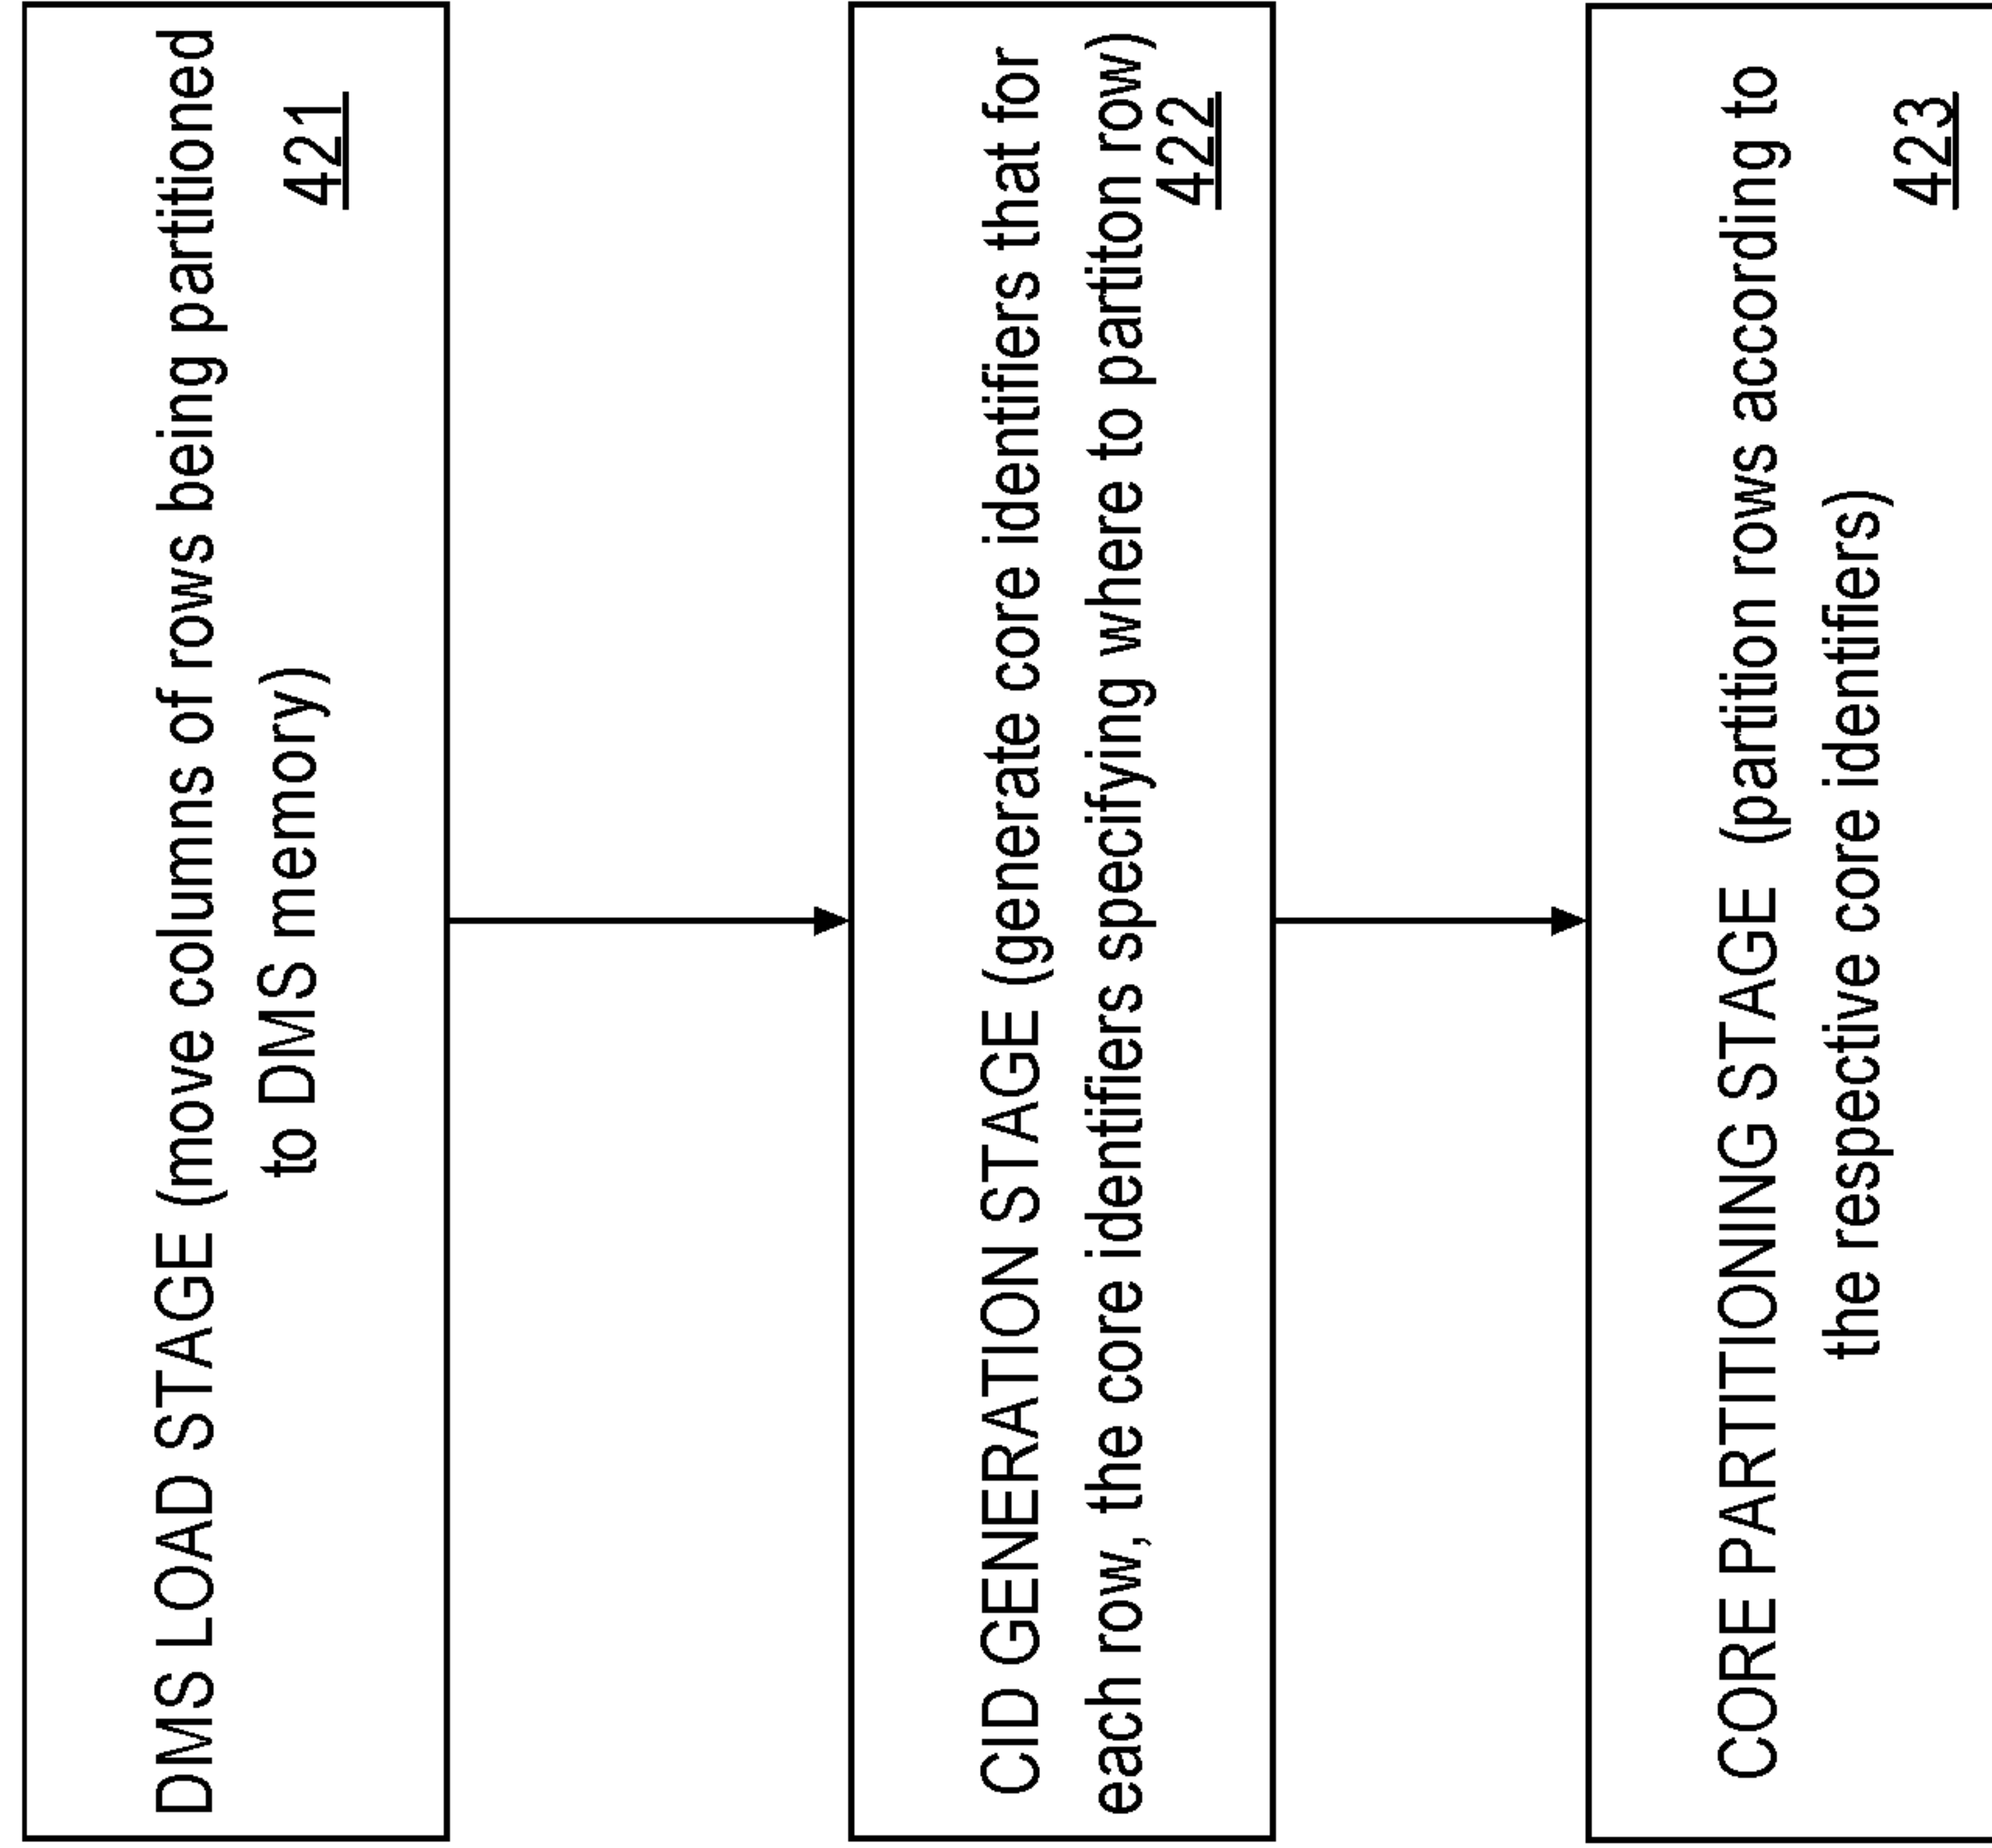 DMS LOAD STAGE (move columns of rows being partitioned
to DMS memory)
421
CID GENERATION STAGE (generate core identifiers that for
each row, the core identifiers specifying where to partiton row)
422
CORE PARTITIONING STAGE (partition rows according to
the respective core identifiers)
423